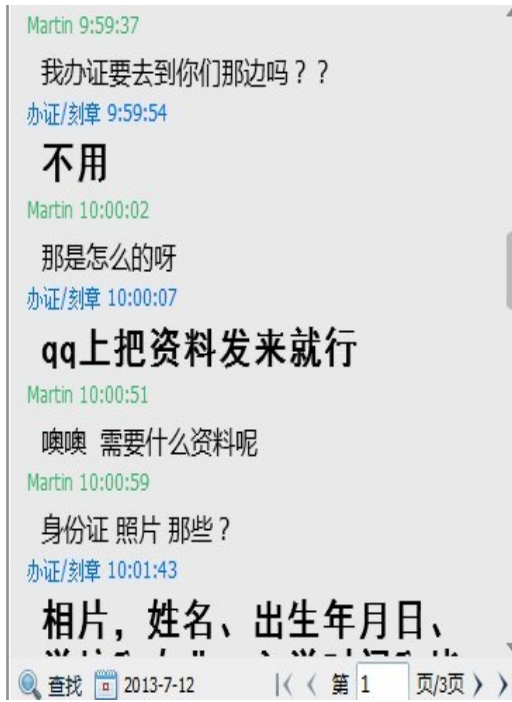 Martin 9:59:37
我办证要去到你们那边吗？？
办证/刻章 9:59:54
不用
Martin 10:00:02
那是怎么的呀
办证/刻章 10:00:07
qq上把资料发来就行
Martin 10:00:51
噢噢 需要什么资料呢
Martin 10:00:59
身份证 照片 那些？
办证/刻章 10:01:43
相片，姓名、出生年月日、
查找 2013-7-12 第 1 页/3页